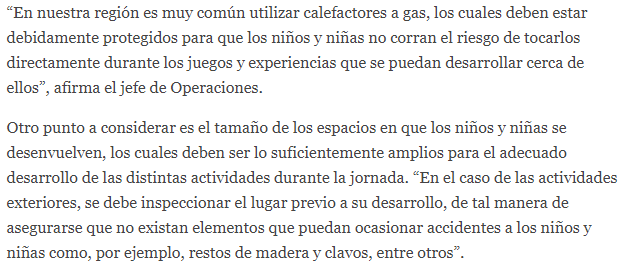 “En nuestra región es muy común utilizar calefactores a gas, los cuales deben estar
debidamente protegidos para que los niños y niñas no corran el riesgo de tocarlos
directamente durante los juegos y experiencias que se puedan desarrollar cerca de
ellos”, afirma el jefe de Operaciones.
Otro punto a considerar es el tamaño de los espacios en que los niños y niñas se
desenvuelven, los cuales deben ser lo suficientemente amplios para el adecuado
desarrollo de las distintas actividades durante la jornada. “En el caso de las actividades
exteriores, se debe inspeccionar el lugar previo a su desarrollo, de tal manera de
asegurarse que no existan elementos que puedan ocasionar accidentes a los niños y
niñas como, por ejemplo, restos de madera y clavos, entre otros”.